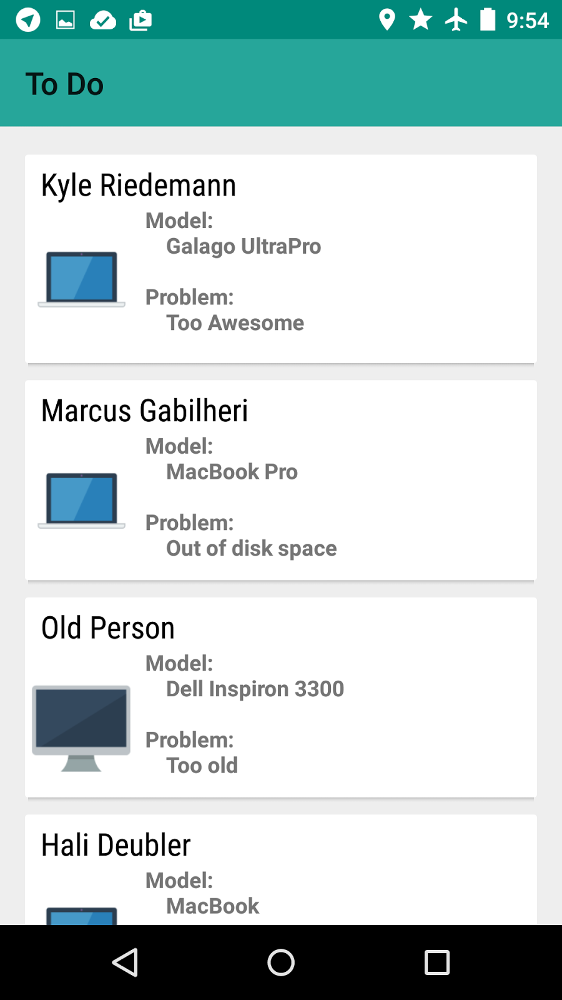 9:54
To Do
Kyle Riedemann
Model:
Galago UltraPro
Problem:
Too Awesome
Marcus Gabilheri
Model:
MacBook Pro
Problem:
Out of disk space
Old Person
Model:
Dell Inspiron 3300
Problem:
Too old
Hali Deubler
Model:
MacBook